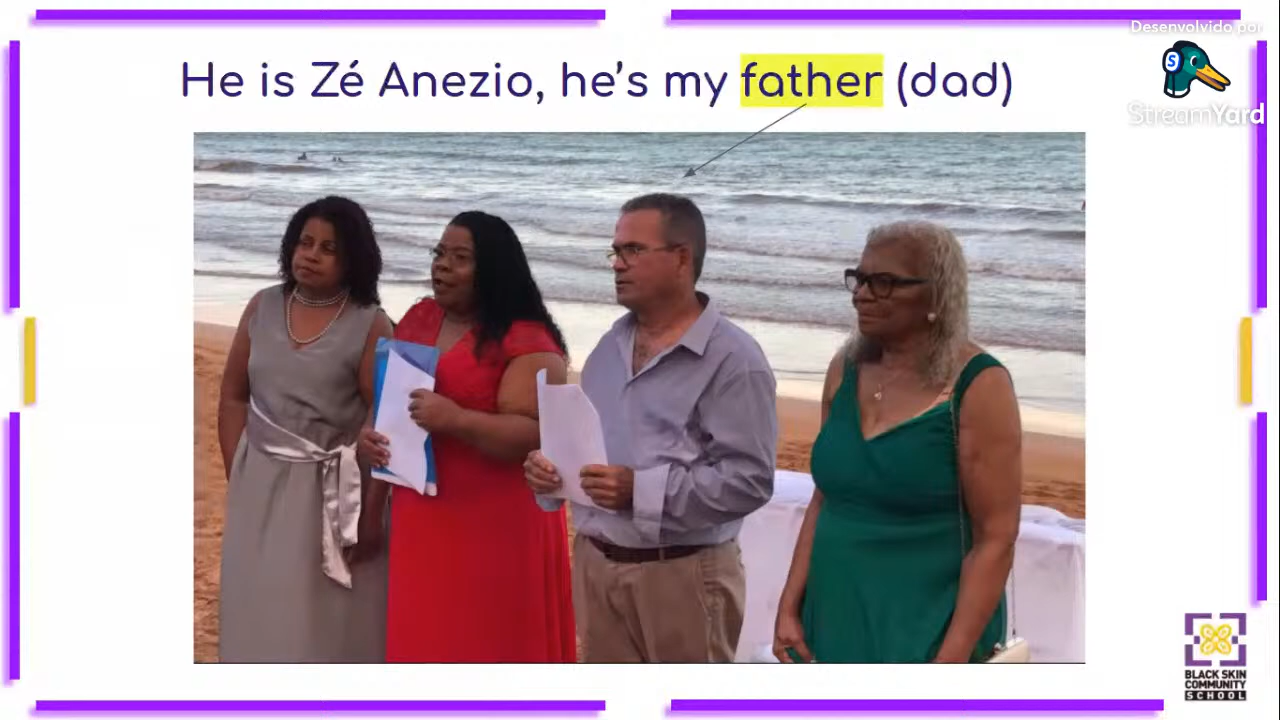 Desenvolvido por
He is Zé Anezio, he's my father (dad)
S
StreamYard
BLACK SKIN
COMMUNITY
SCHOOL